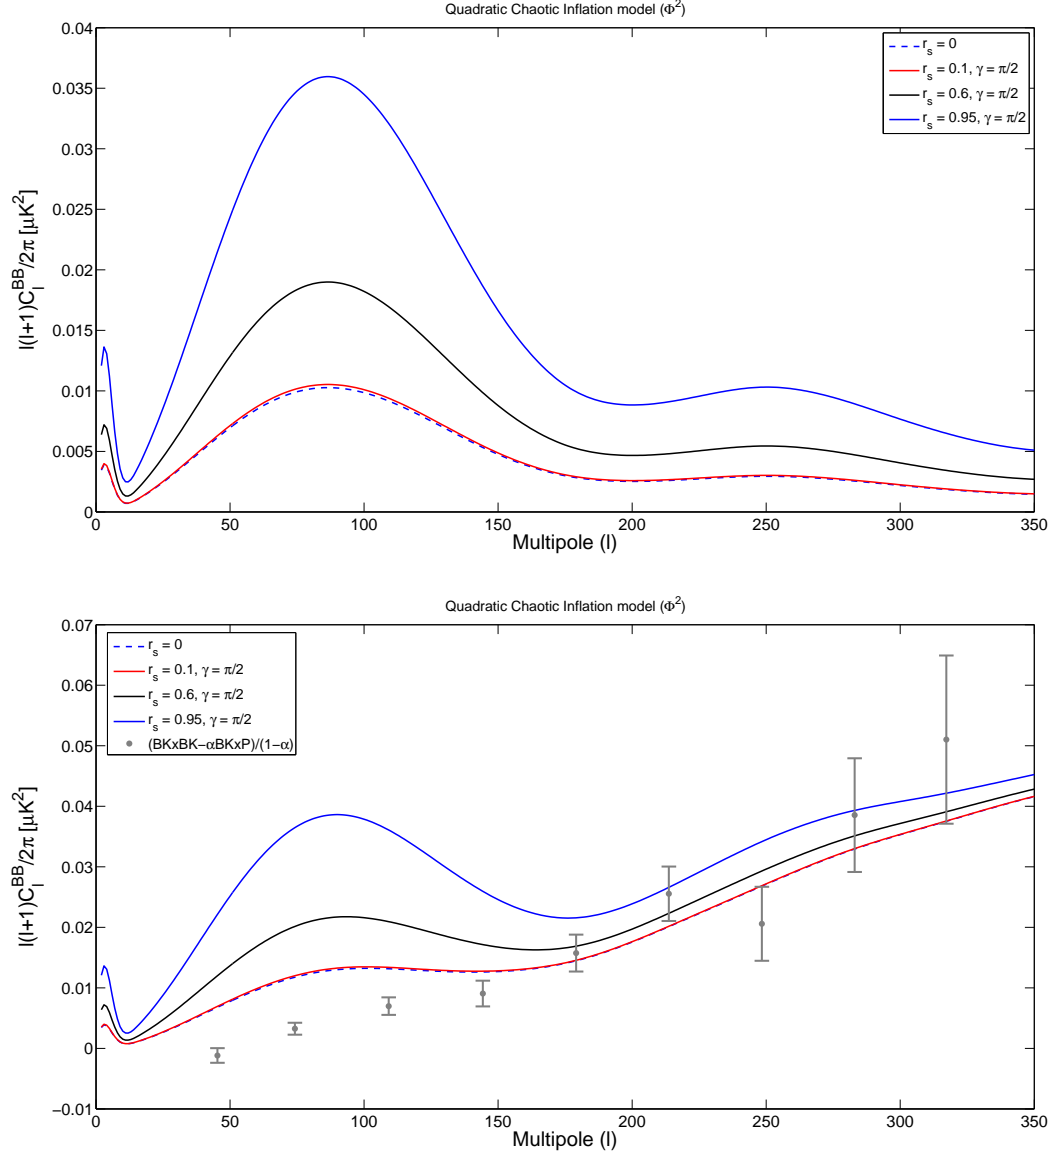 Quadratic Chaotic Inflation model (Φ²)
0.04
0.035
0.03
0.025
0.02
0.015
0.01
0.005
0
l(l+1)C_l^BB/2π [μK²]
r_s = 0
r_s = 0.1, γ = π/2
r_s = 0.6, γ = π/2
r_s = 0.95, γ = π/2
0 50 100 150 200 250 300 350
Multipole (l)
Quadratic Chaotic Inflation model (Φ²)
0.07
0.06
0.05
0.04
0.03
0.02
0.01
0
−0.01
l(l+1)C_l^BB/2π [μK²]
r_s = 0
r_s = 0.1, γ = π/2
r_s = 0.6, γ = π/2
r_s = 0.95, γ = π/2
(BKxBK−αBKxP)/(1−α)
0 50 100 150 200 250 300 350
Multipole (l)